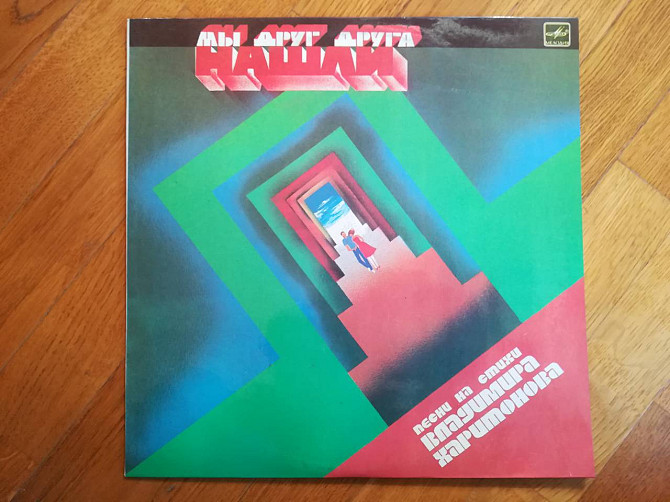 мы друг друга
нашли
песни на стихи
владимира
харитонова